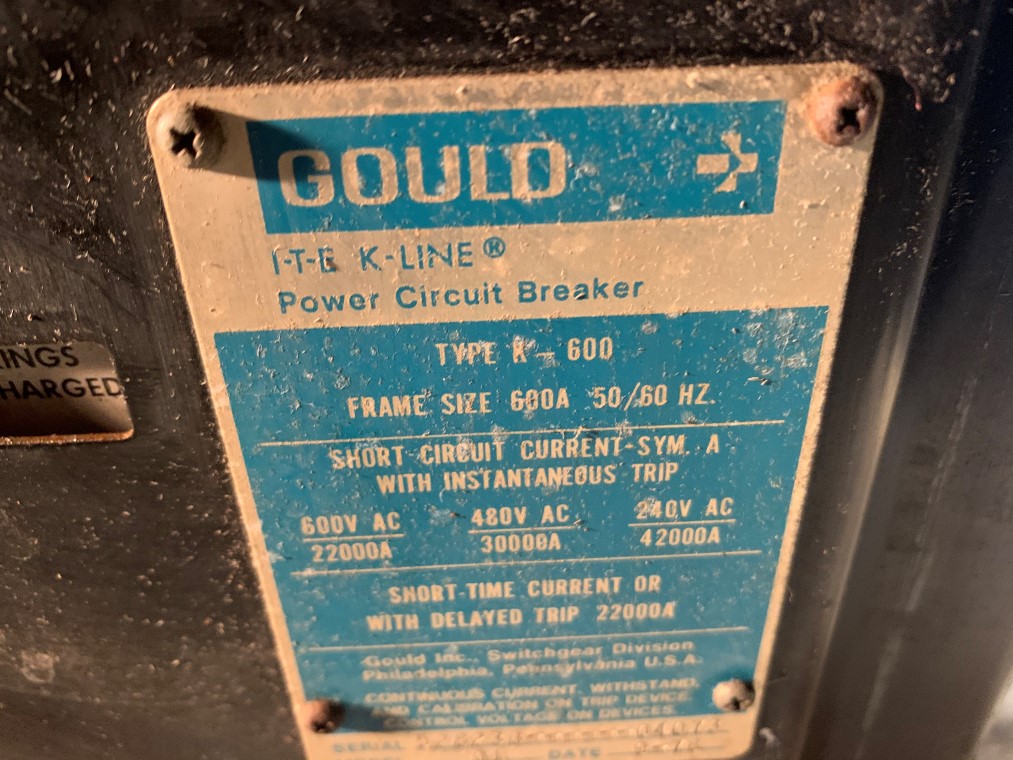 GOULD
I-T-E K-LINE®
Power Circuit Breaker
TYPE K-600
FRAME SIZE 600A 50/60 HZ.
SHORT CIRCUIT CURRENT-SYM. A
WITH INSTANTANEOUS TRIP
600V AC 480V AC 240V AC
22000A 30000A 42000A
SHORT-TIME CURRENT OR
WITH DELAYED TRIP 22000A
Gould Inc., Switchgear Division
Philadelphia, Pennsylvania U.S.A.
CONTINUOUS CURRENT, WITHSTAND,
AND CALIBRATION ON TRIP DEVICE.
CONTROL VOLTAGE ON DEVICES.
SERIAL
DATE
INGS
HARGED